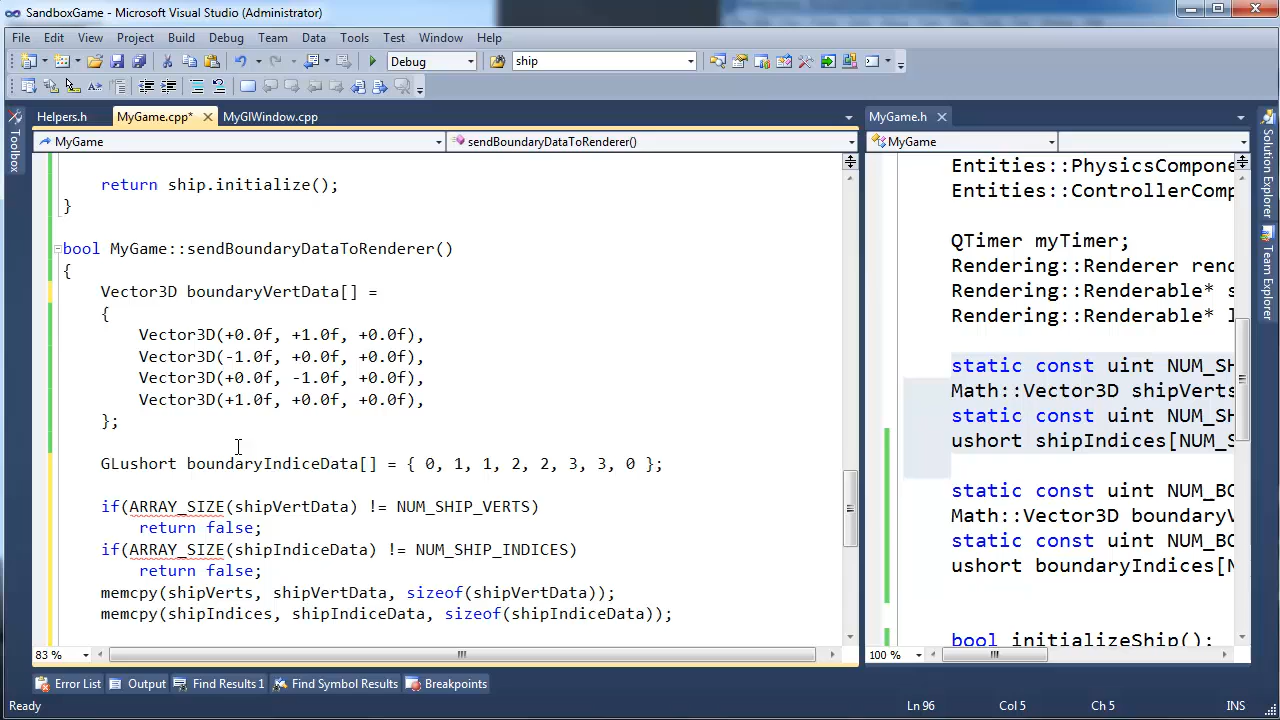 SandboxGame - Microsoft Visual Studio (Administrator)
File Edit View Project Build Debug Team Data Tools Test Window Help
Debug ship
Helpers.h MyGame.cpp* MyGlWindow.cpp MyGame.h
MyGame sendBoundaryDataToRenderer() MyGame
Toolbox
return ship.initialize();
}
bool MyGame::sendBoundaryDataToRenderer()
{
Vector3D boundaryVertData[] =
{
Vector3D(+0.0f, +1.0f, +0.0f),
Vector3D(-1.0f, +0.0f, +0.0f),
Vector3D(+0.0f, -1.0f, +0.0f),
Vector3D(+1.0f, +0.0f, +0.0f),
};
GLushort boundaryIndiceData[] = { 0, 1, 1, 2, 2, 3, 3, 0 };
if(ARRAY_SIZE(shipVertData) != NUM_SHIP_VERTS)
return false;
if(ARRAY_SIZE(shipIndiceData) != NUM_SHIP_INDICES)
return false;
memcpy(shipVerts, shipVertData, sizeof(shipVertData));
memcpy(shipIndices, shipIndiceData, sizeof(shipIndiceData));
83 %
Entities::PhysicsCompone
Entities::ControllerComp
QTimer myTimer;
Rendering::Renderer rend
Rendering::Renderable* s
Rendering::Renderable* l
static const uint NUM_SH
Math::Vector3D shipVerts
static const uint NUM_SH
ushort shipIndices[NUM_S
static const uint NUM_BO
Math::Vector3D boundaryV
static const uint NUM_BO
ushort boundaryIndices[N
bool initializeShip();
100 %
Solution Explorer
Team Explorer
Error List Output Find Results 1 Find Symbol Results Breakpoints
Ready Ln 96 Col 5 Ch 5 INS